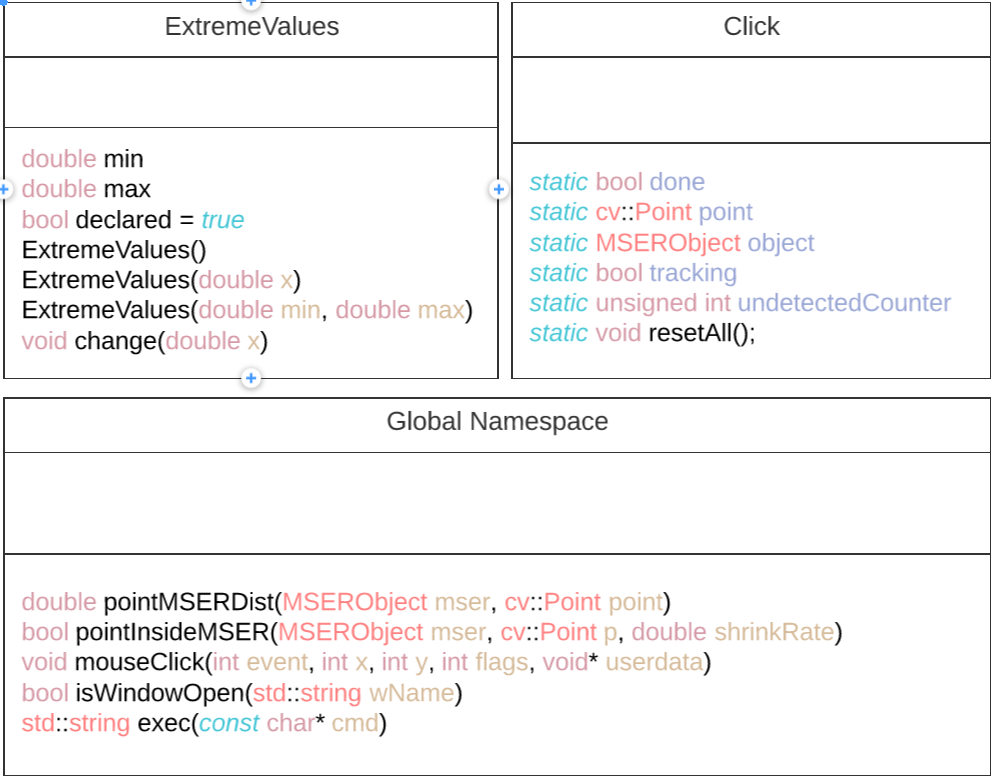 ExtremeValues
double min
double max
bool declared = true
ExtremeValues()
ExtremeValues(double x)
ExtremeValues(double min, double max)
void change(double x)
Click
static bool done
static cv::Point point
static MSERObject object
static bool tracking
static unsigned int undetectedCounter
static void resetAll();
Global Namespace
double pointMSERDist(MSERObject mser, cv::Point point)
bool pointInsideMSER(MSERObject mser, cv::Point p, double shrinkRate)
void mouseClick(int event, int x, int y, int flags, void* userdata)
bool isWindowOpen(std::string wName)
std::string exec(const char* cmd)